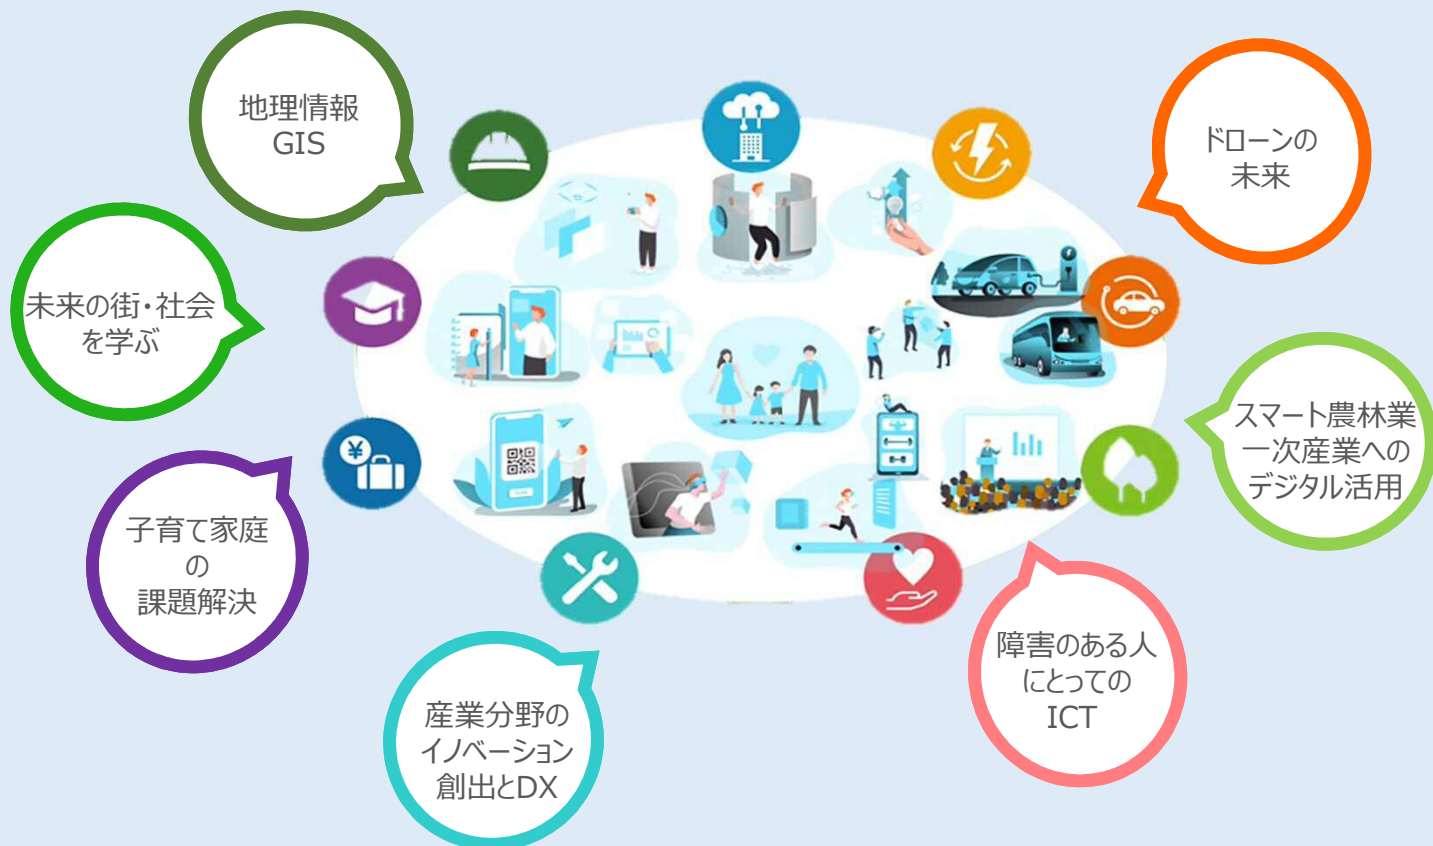 地理情報
GIS
ドローンの
未来
未来の街・社会
を学ぶ
スマート農林業
一次産業への
デジタル活用
¥
子育て家庭
の
課題解決
障害のある人
にとっての
ICT
産業分野の
イノベーション
創出とDX